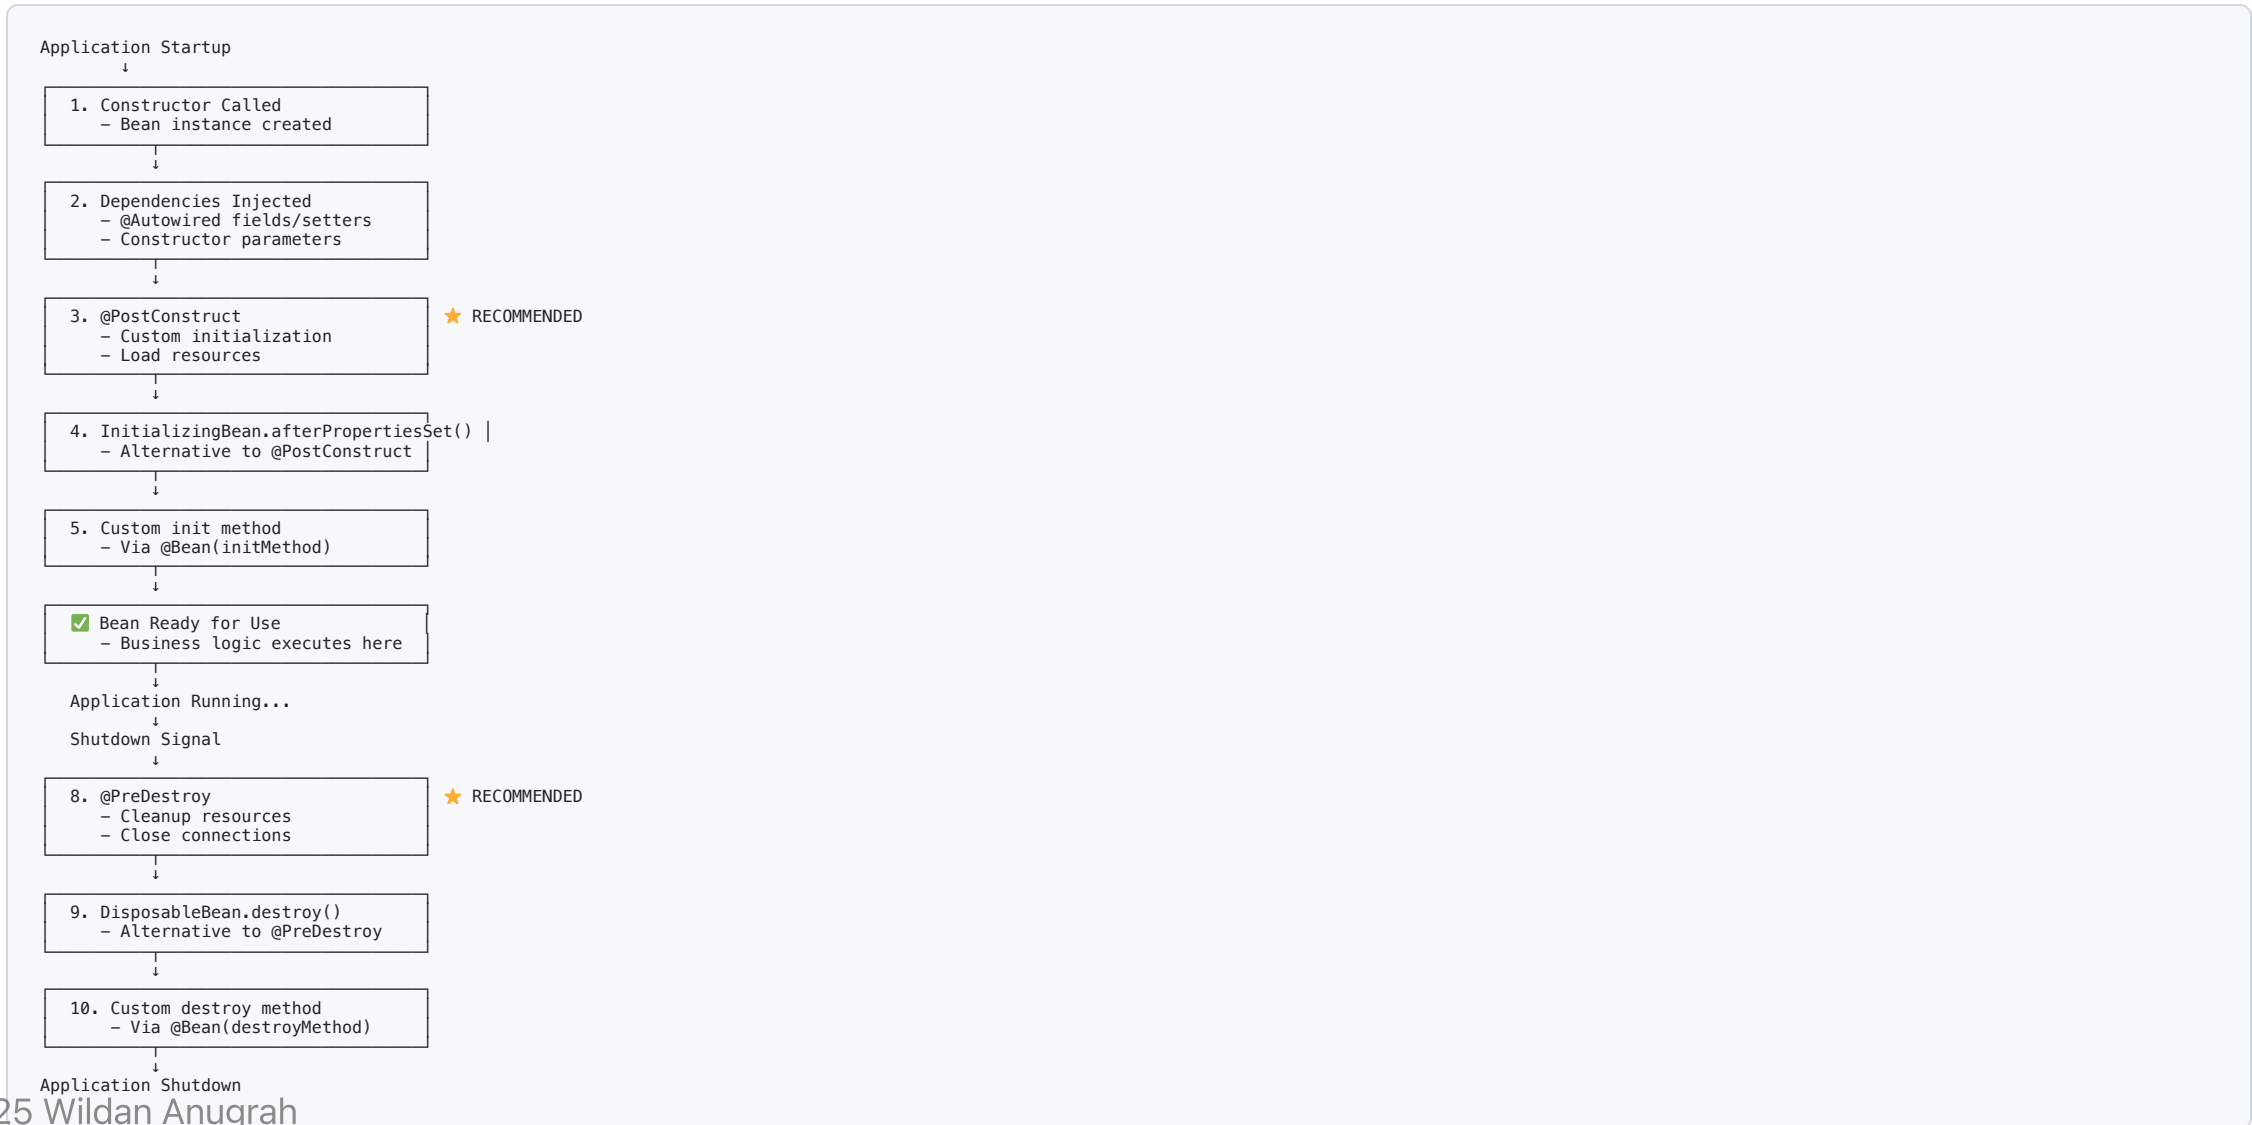 Application Startup
↓
1. Constructor Called
- Bean instance created
↓
2. Dependencies Injected
- @Autowired fields/setters
- Constructor parameters
↓
3. @PostConstruct ⭐ RECOMMENDED
- Custom initialization
- Load resources
↓
4. InitializingBean.afterPropertiesSet() │
- Alternative to @PostConstruct
↓
5. Custom init method
- Via @Bean(initMethod)
↓
✅ Bean Ready for Use
- Business logic executes here
↓
Application Running...
↓
Shutdown Signal
↓
8. @PreDestroy ⭐ RECOMMENDED
- Cleanup resources
- Close connections
↓
9. DisposableBean.destroy()
- Alternative to @PreDestroy
↓
10. Custom destroy method
- Via @Bean(destroyMethod)
↓
Application Shutdown
25 Wildan Anugrah